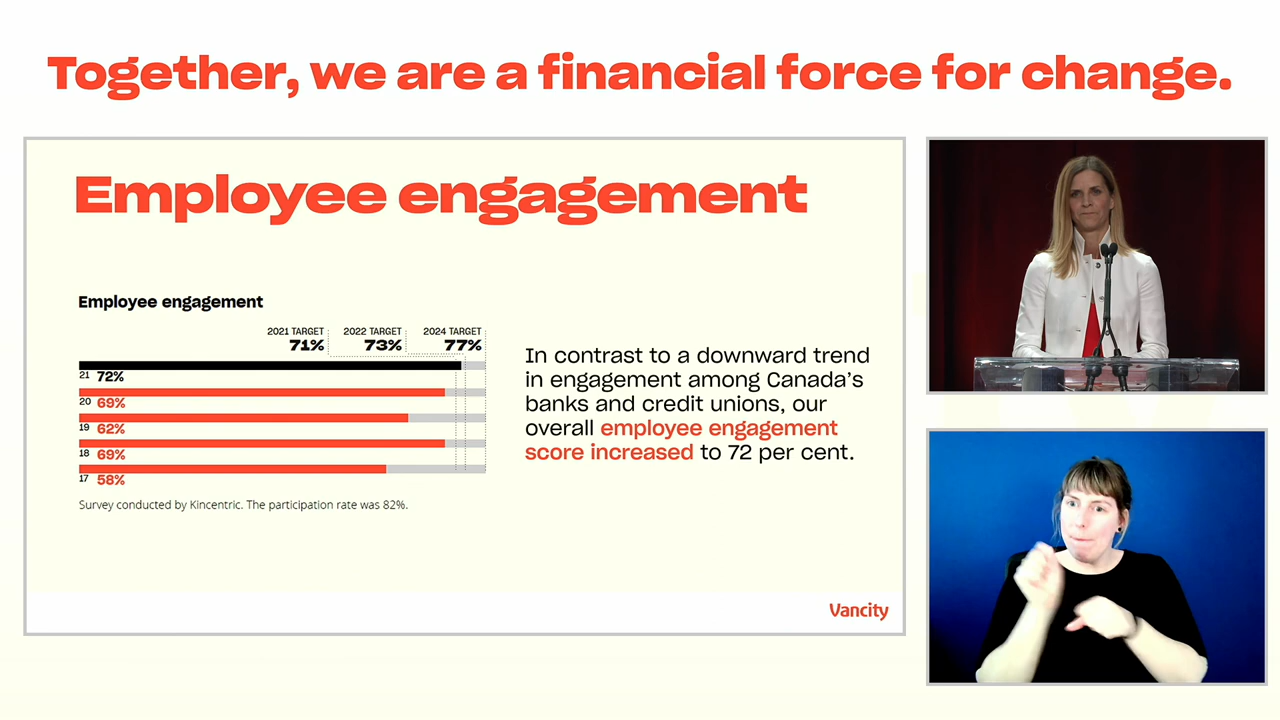 Together, we are a financial force for change.
Employee engagement
Employee engagement
2021 TARGET 2022 TARGET 2024 TARGET
71% 73% 77%
21 72%
20 69%
19 62%
18 69%
17 58%
Survey conducted by Kincentric. The participation rate was 82%.
In contrast to a downward trend
in engagement among Canada's
banks and credit unions, our
overall employee engagement
score increased to 72 per cent.
Vancity